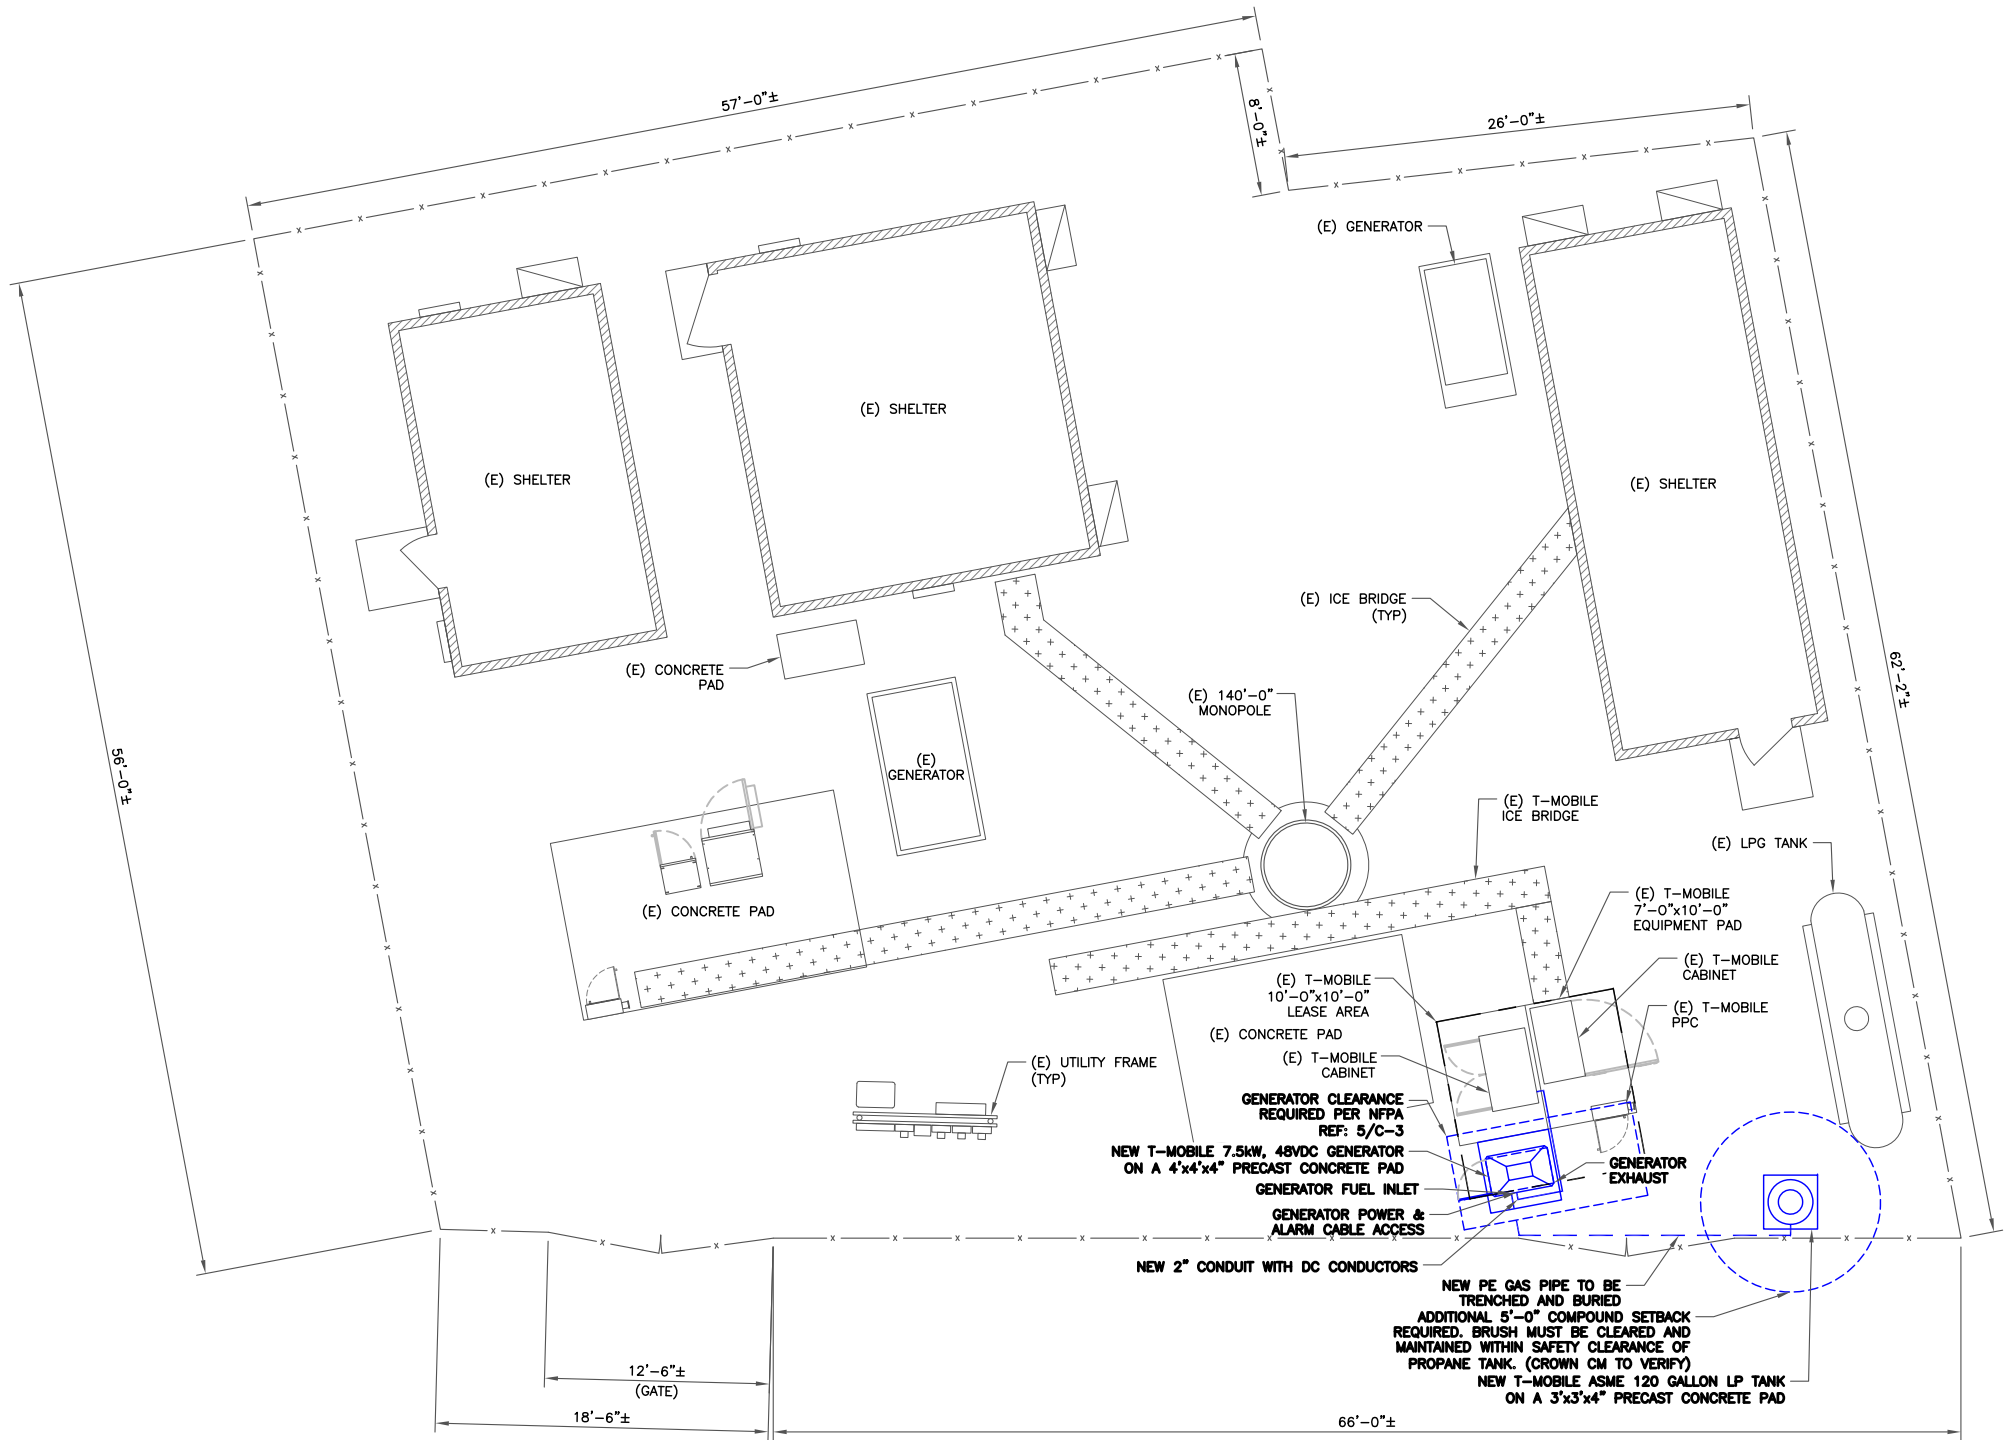 57'-0"±
8'-0"±
26'-0"±
(E) GENERATOR
(E) SHELTER
(E) SHELTER
(E) SHELTER
(E) ICE BRIDGE
(TYP)
(E) CONCRETE
PAD
(E) 140'-0"
MONOPOLE
62'-2"±
56'-0"±
(E)
GENERATOR
(E) T-MOBILE
ICE BRIDGE
(E) LPG TANK
(E) T-MOBILE
7'-0"x10'-0"
EQUIPMENT PAD
(E) CONCRETE PAD
(E) T-MOBILE
CABINET
(E) T-MOBILE
10'-0"x10'-0"
LEASE AREA
(E) T-MOBILE
PPC
(E) CONCRETE PAD
(E) T-MOBILE
CABINET
(E) UTILITY FRAME
(TYP)
GENERATOR CLEARANCE
REQUIRED PER NFPA
REF: 5/C-3
NEW T-MOBILE 7.5kW, 48VDC GENERATOR
ON A 4'x4'x4" PRECAST CONCRETE PAD
GENERATOR
EXHAUST
GENERATOR FUEL INLET
GENERATOR POWER &
ALARM CABLE ACCESS
NEW 2" CONDUIT WITH DC CONDUCTORS
NEW PE GAS PIPE TO BE
TRENCHED AND BURIED
ADDITIONAL 5'-0" COMPOUND SETBACK
REQUIRED. BRUSH MUST BE CLEARED AND
MAINTAINED WITHIN SAFETY CLEARANCE OF
PROPANE TANK. (CROWN CM TO VERIFY)
NEW T-MOBILE ASME 120 GALLON LP TANK
ON A 3'x3'x4" PRECAST CONCRETE PAD
12'-6"±
(GATE)
18'-6"±
66'-0"±